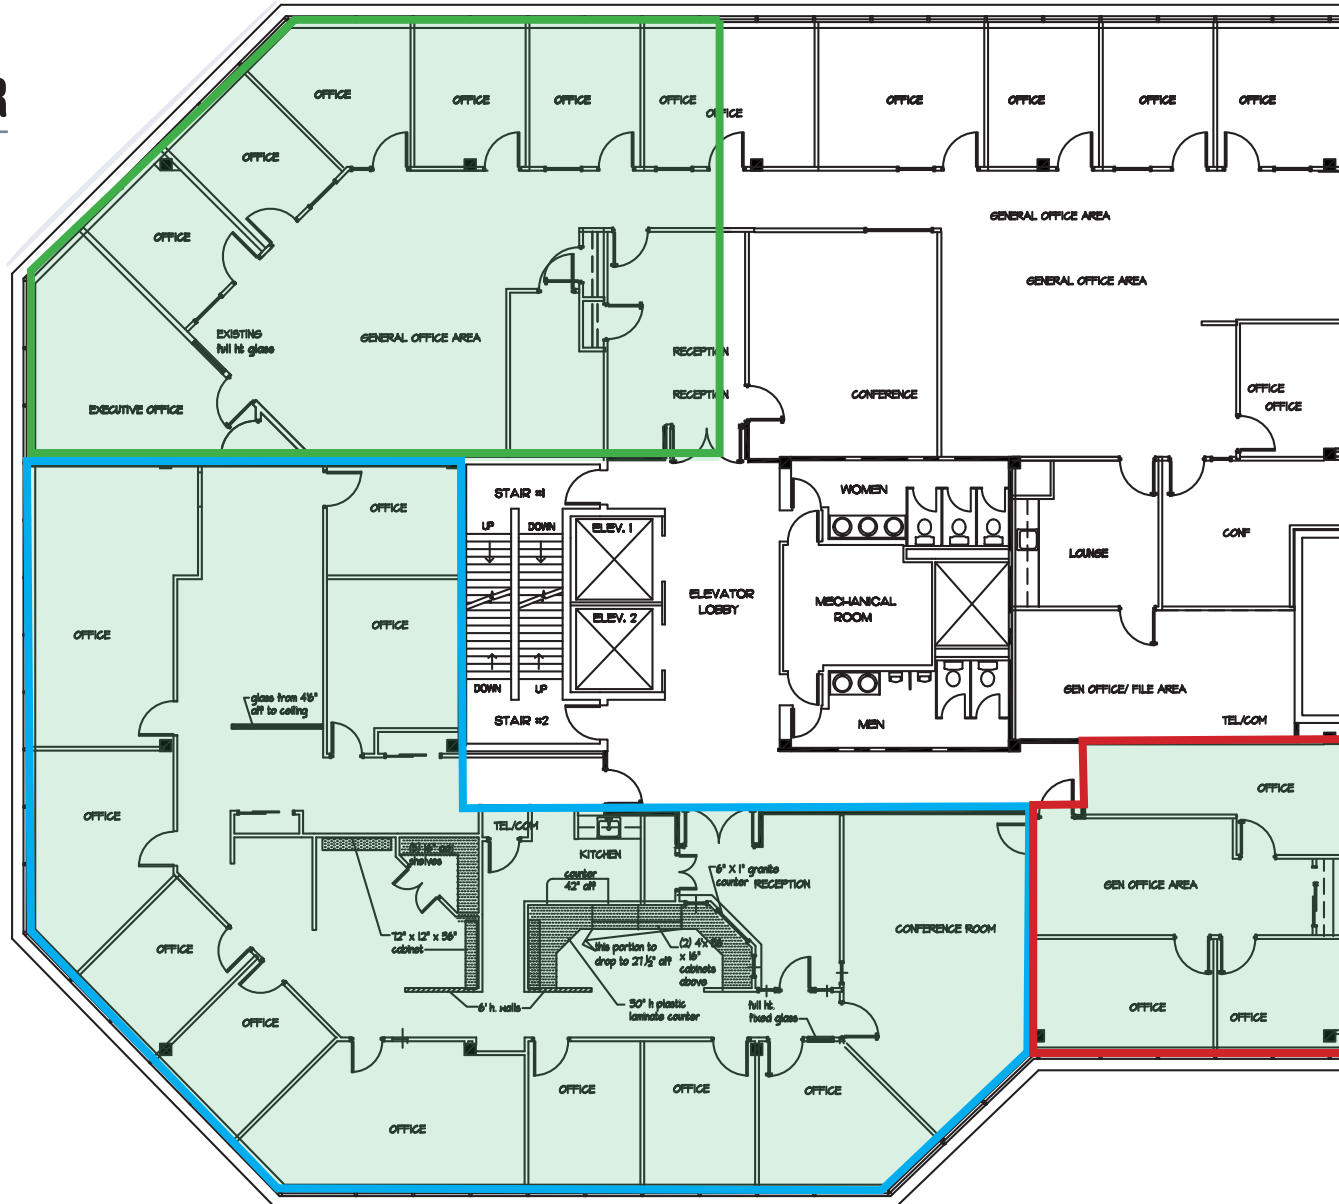 R
OFFICE
OFFICE
OFFICE
OFFICE
OFFICE
OFFICE
OFFICE
OFFICE
OFFICE
OFFICE
OFFICE
GENERAL OFFICE AREA
GENERAL OFFICE AREA
EXISTING
full ht glass
GENERAL OFFICE AREA
RECEPTION
RECEPTION
EXECUTIVE OFFICE
CONFERENCE
OFFICE
OFFICE
STAIR #1
UP
DOWN
ELEV. 1
ELEV. 2
DOWN
UP
STAIR #2
ELEVATOR
LOBBY
WOMEN
MECHANICAL
ROOM
MEN
LOUNGE
CONF
GEN OFFICE/ FILE AREA
TEL/COM
OFFICE
OFFICE
OFFICE
glass from 4'6"
aff to ceiling
OFFICE
TEL/COM
KITCHEN
counter
42" aff
shelves
6" X 1" granite
counter
RECEPTION
CONFERENCE ROOM
72" x 12" x 36"
cabinet
this portion to
drop to 27 1/2" aff
x 16"
cabinets
above
6' h. walls
30" h plastic
laminate counter
full ht.
fixed glass
OFFICE
OFFICE
OFFICE
OFFICE
OFFICE
OFFICE
OFFICE
GEN OFFICE AREA
OFFICE
OFFICE